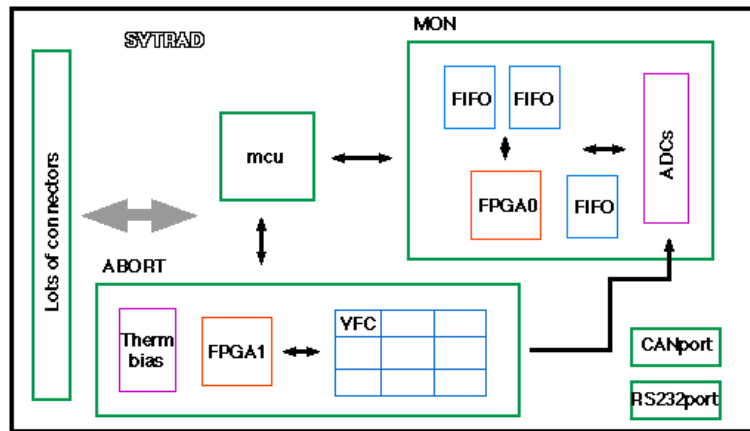 SYTRAD
MON
FIFO
FIFO
ADCs
mcu
FPGA0
FIFO
Lots of connectors
ABORT
VFC
Therm
bias
FPGA1
CANport
RS232port